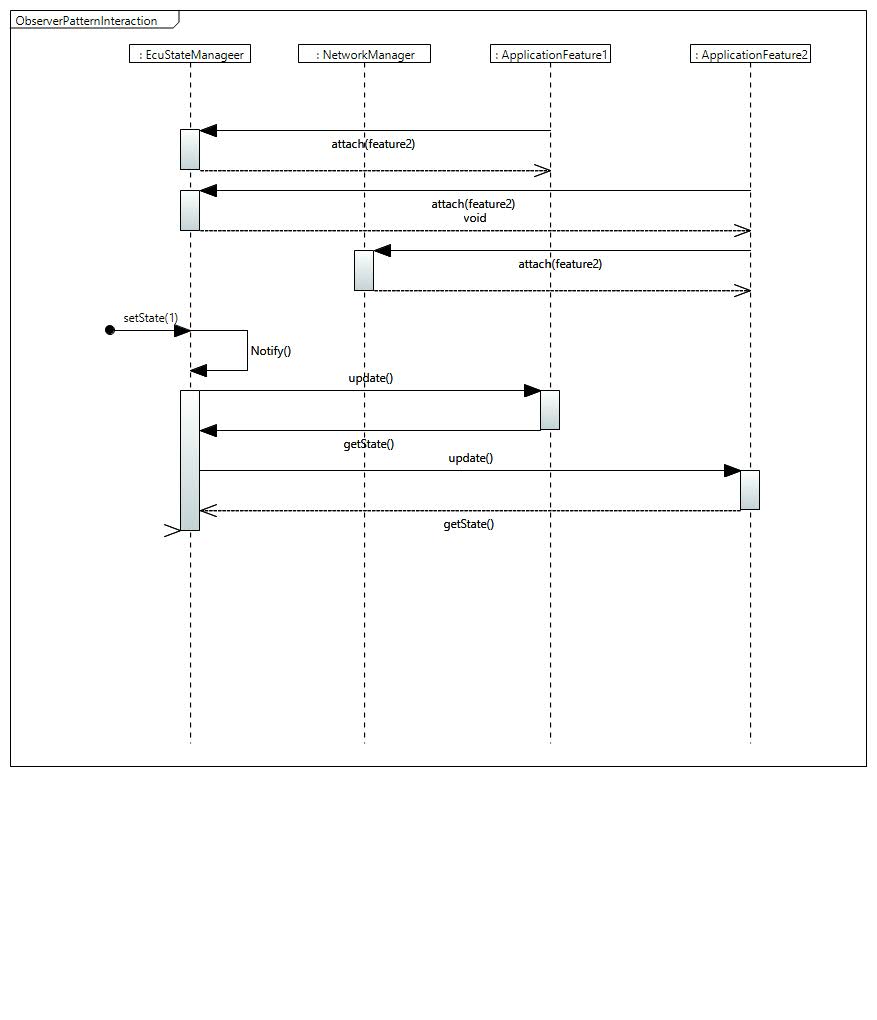 ObserverPatternInteraction
: EcuStateManageer
: NetworkManager
: ApplicationFeature1
: ApplicationFeature2
attach(feature2)
attach(feature2)
void
attach(feature2)
setState(1)
Notify()
update()
getState()
update()
getState()